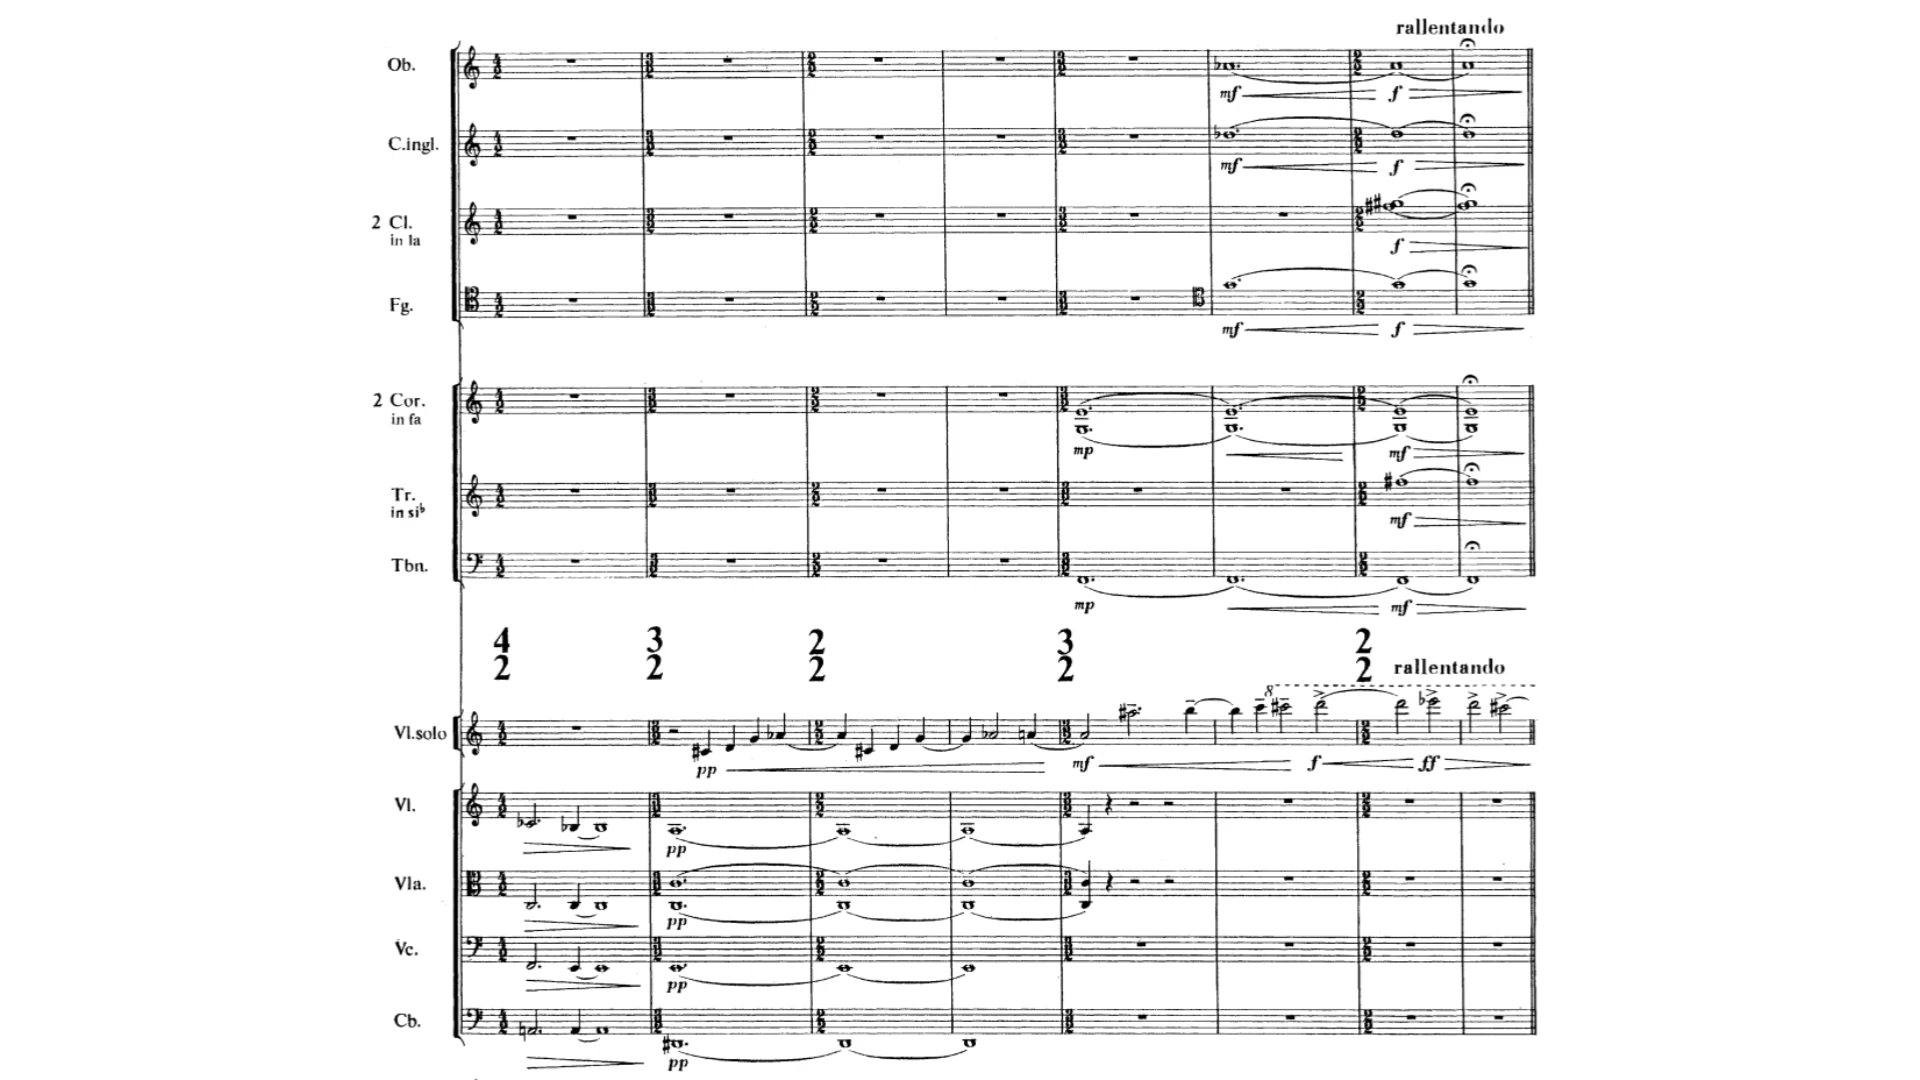 rallentando
Ob.
mf f
C.ingl.
mf f
2 Cl.
in la
f
Fg.
mf f
2 Cor.
in fa
mp mf
Tr.
in si♭
mf
Tbn.
mp mf
4 3 2 3 2
2 2 2 2 2
rallentando
8
Vl.solo
pp mf f ff
Vl.
pp
Vla.
pp
Vc.
pp
Cb.
pp